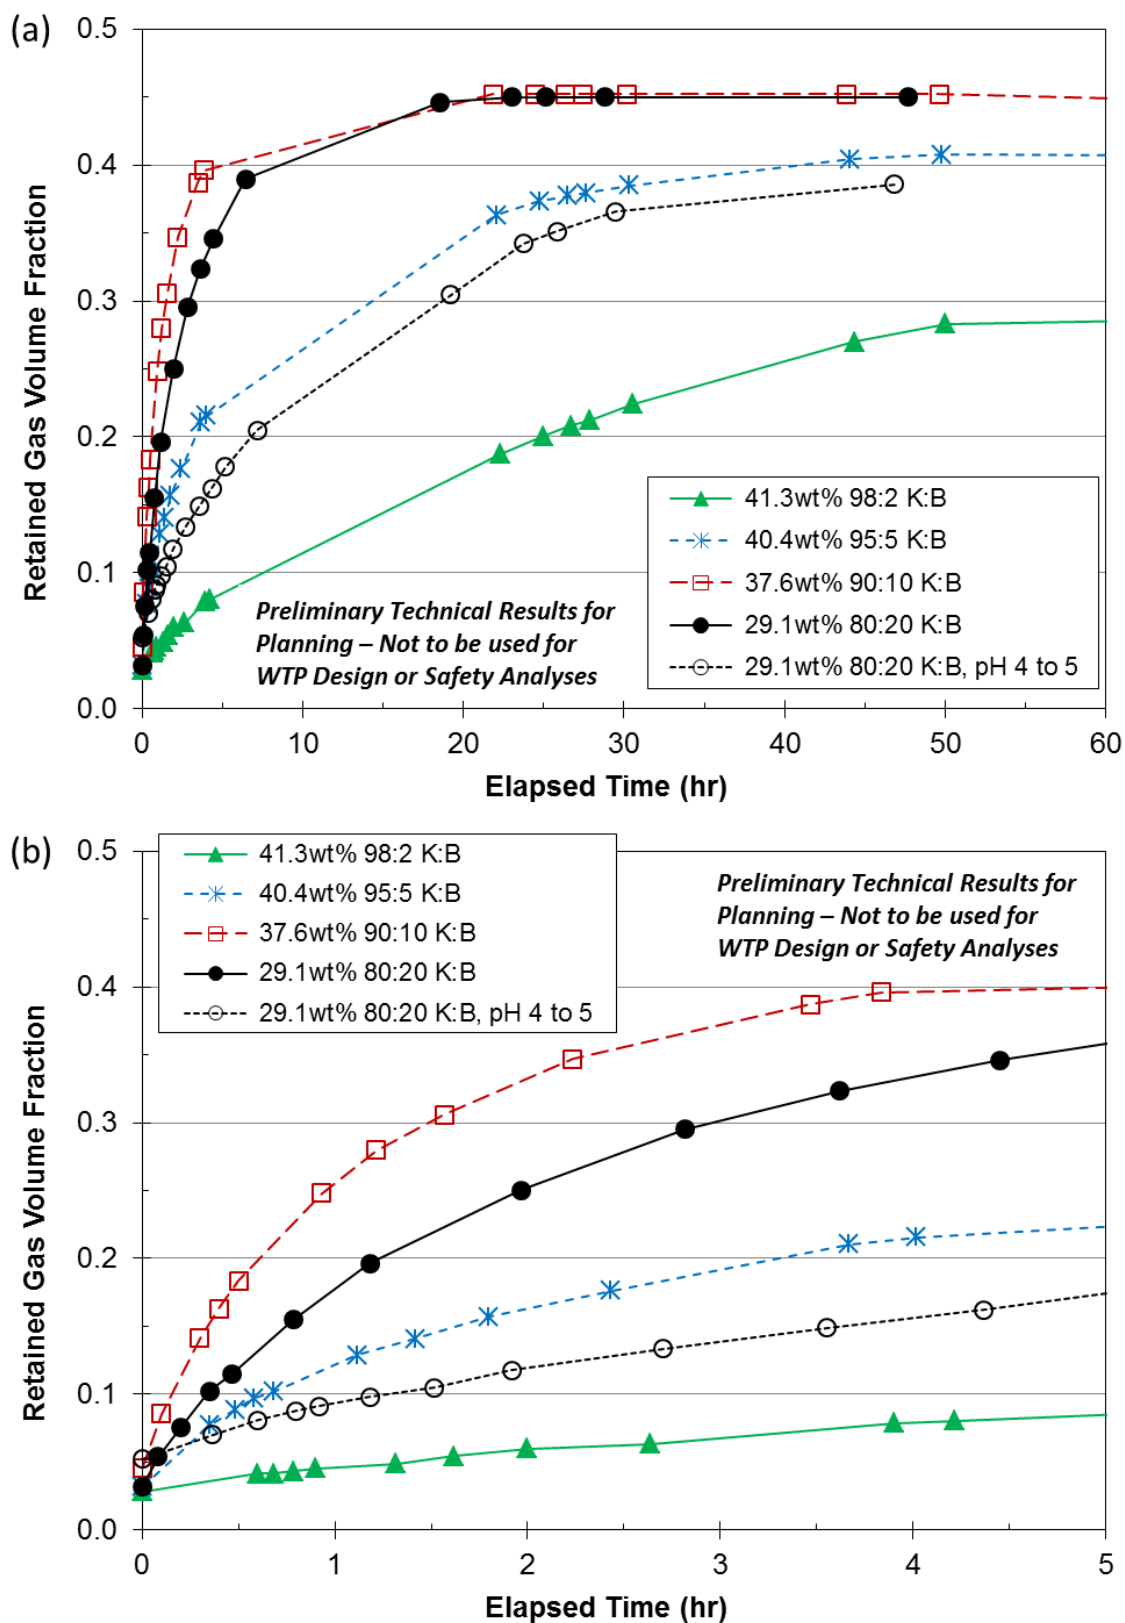 (a)
0.5
0.4
0.3
0.2
0.1
0.0
Retained Gas Volume Fraction
41.3wt% 98:2 K:B
40.4wt% 95:5 K:B
37.6wt% 90:10 K:B
29.1wt% 80:20 K:B
29.1wt% 80:20 K:B, pH 4 to 5
Preliminary Technical Results for
Planning – Not to be used for
WTP Design or Safety Analyses
0 10 20 30 40 50 60
Elapsed Time (hr)
(b)
41.3wt% 98:2 K:B
40.4wt% 95:5 K:B
37.6wt% 90:10 K:B
29.1wt% 80:20 K:B
29.1wt% 80:20 K:B, pH 4 to 5
Preliminary Technical Results for
Planning – Not to be used for
WTP Design or Safety Analyses
0.5
0.4
0.3
0.2
0.1
0.0
Retained Gas Volume Fraction
0 1 2 3 4 5
Elapsed Time (hr)